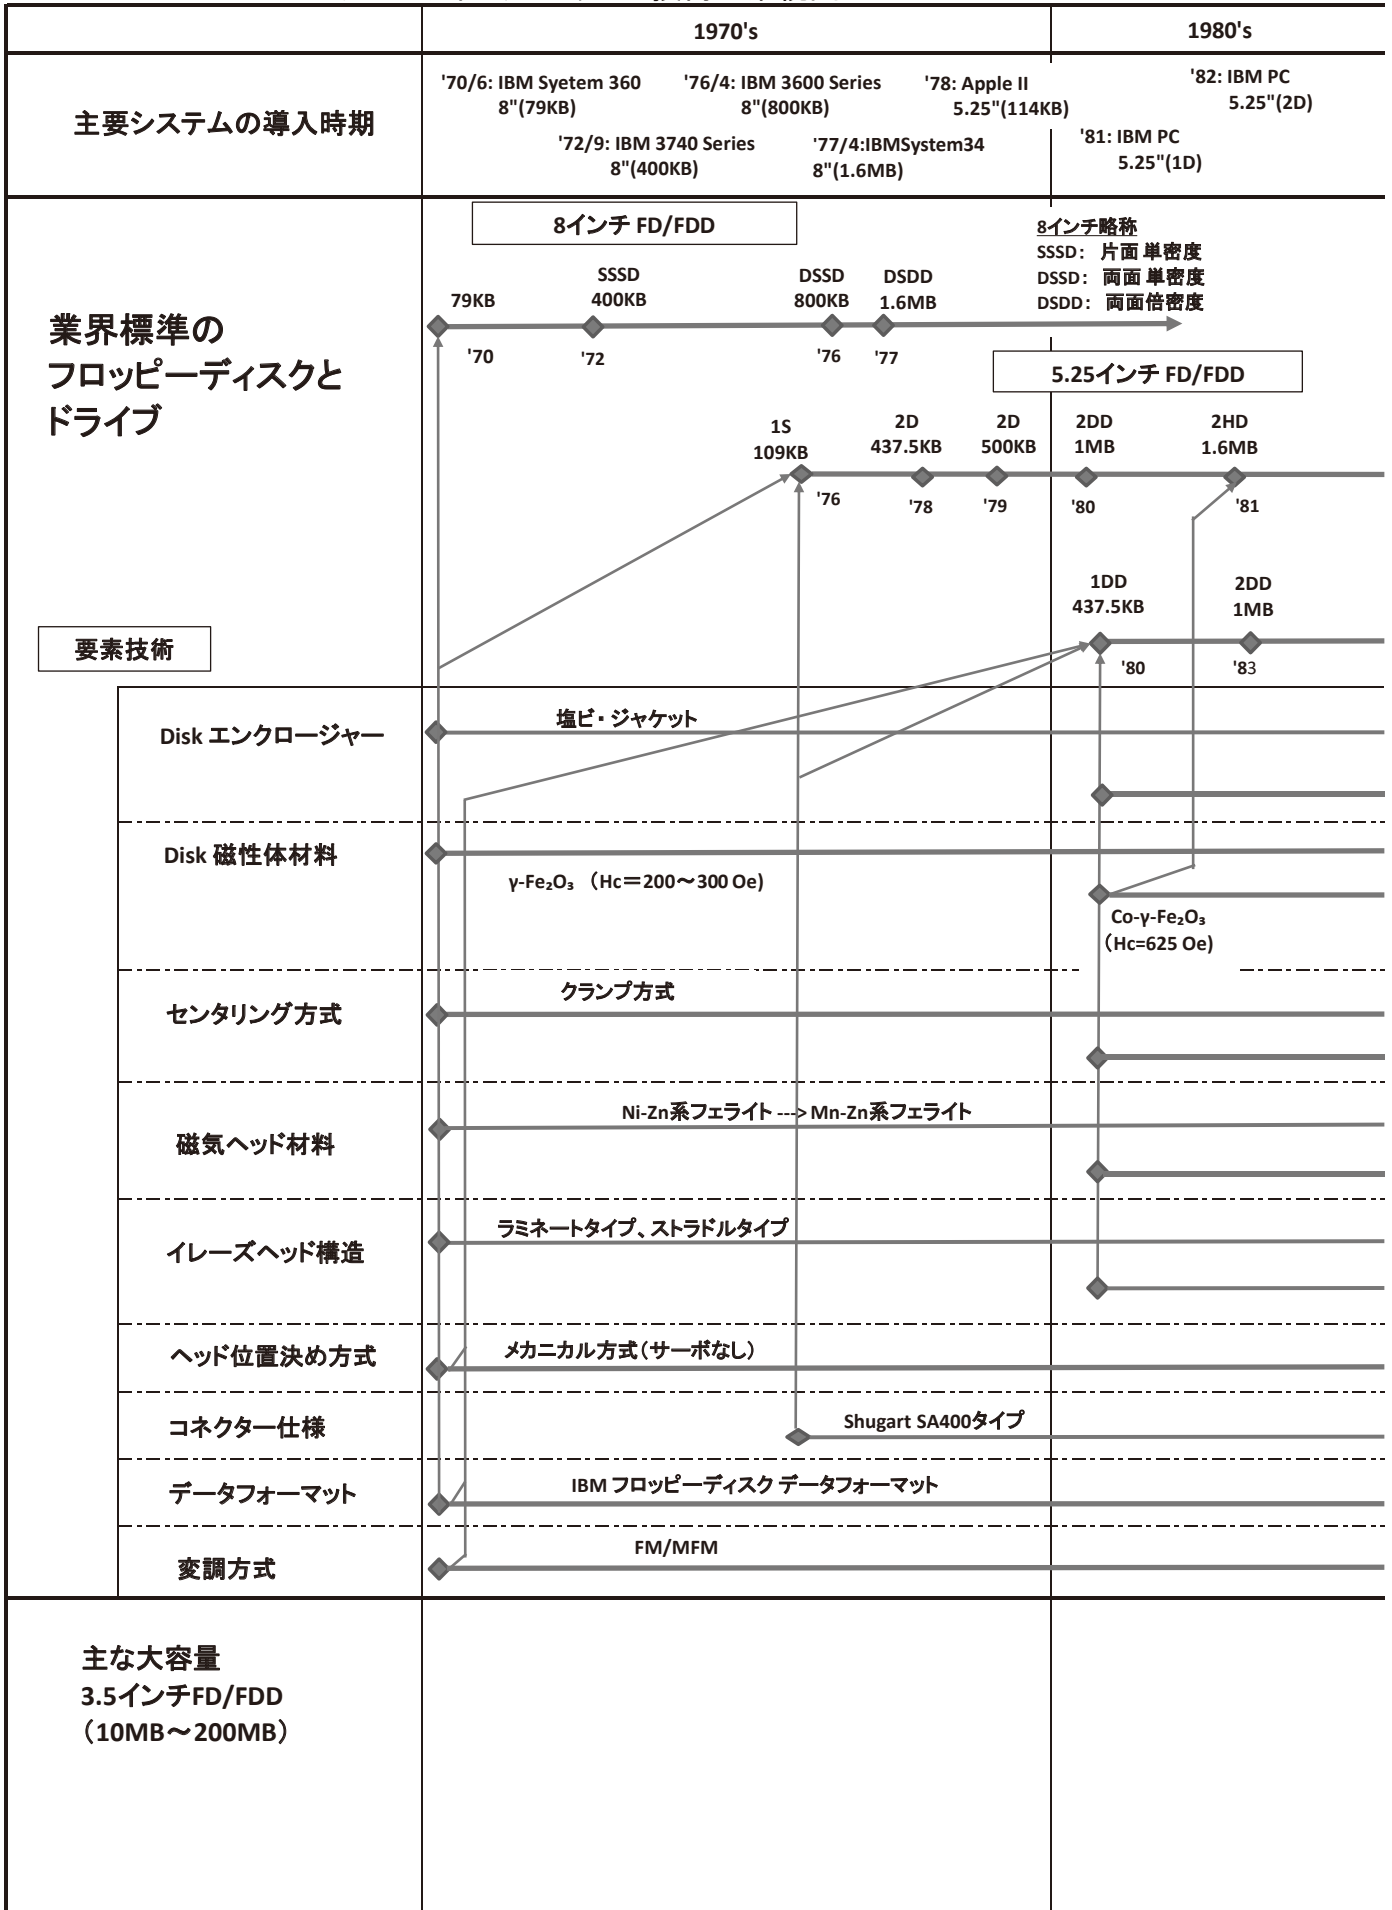 1970's
1980's
主要システムの導入時期
'70/6: IBM Syetem 360
8"(79KB)
'76/4: IBM 3600 Series
8"(800KB)
'78: Apple II
5.25"(114KB)
'82: IBM PC
5.25"(2D)
'72/9: IBM 3740 Series
8"(400KB)
'77/4:IBMSystem34
8"(1.6MB)
'81: IBM PC
5.25"(1D)
業界標準の
フロッピーディスクと
ドライブ
8インチ FD/FDD
8インチ略称
SSSD： 片面 単密度
DSSD： 両面 単密度
DSDD： 両面倍密度
79KB
SSSD
400KB
DSSD
800KB
DSDD
1.6MB
'70
'72
'76
'77
5.25インチ FD/FDD
1S
109KB
2D
437.5KB
2D
500KB
2DD
1MB
2HD
1.6MB
'76
'78
'79
'80
'81
1DD
437.5KB
2DD
1MB
'80
'83
要素技術
Disk エンクロージャー
塩ビ・ジャケット
Disk 磁性体材料
γ-Fe₂O₃ （Hc＝200～300 Oe)
Co-γ-Fe₂O₃
（Hc=625 Oe)
センタリング方式
クランプ方式
磁気ヘッド材料
Ni-Zn系フェライト ---> Mn-Zn系フェライト
イレーズヘッド構造
ラミネートタイプ、ストラドルタイプ
ヘッド位置決め方式
メカニカル方式（サーボなし）
コネクター仕様
Shugart SA400タイプ
データフォーマット
IBM フロッピーディスク データフォーマット
変調方式
FM/MFM
主な大容量
3.5インチFD/FDD
（10MB～200MB）